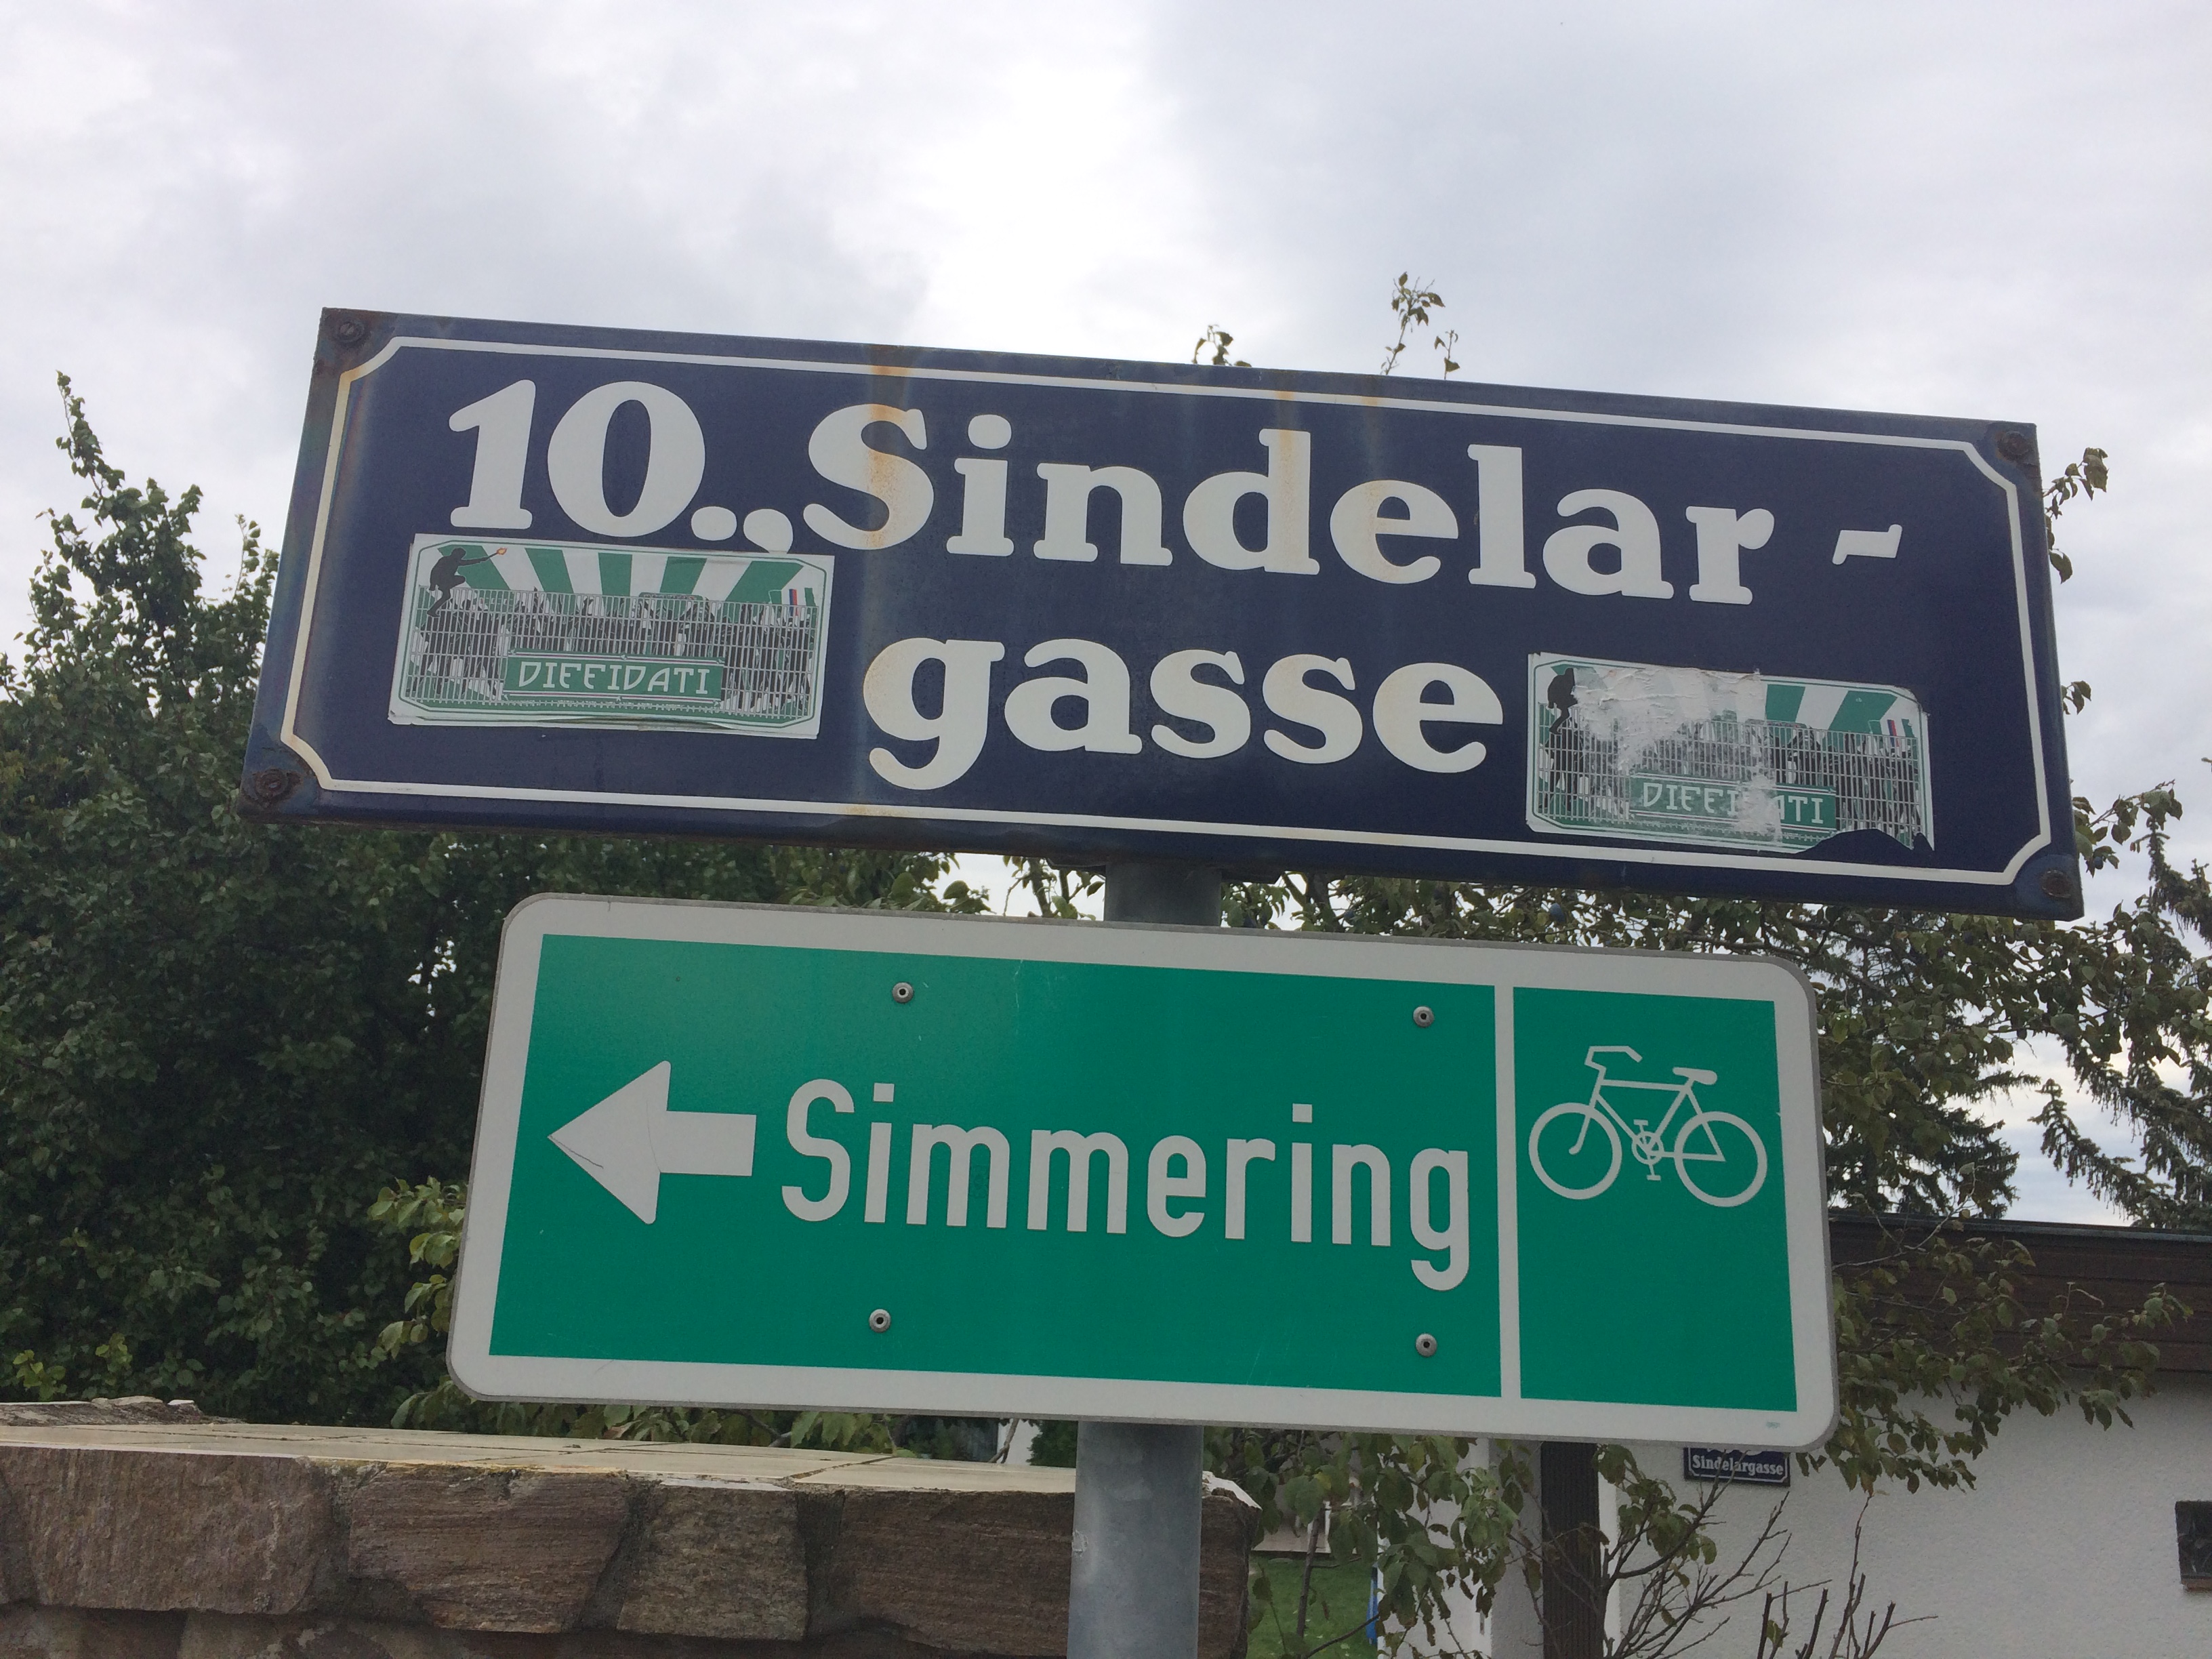 10., Sindelar-
gasse
DIFFIDATI
DIFFIDATI
Simmering
Sindelargasse